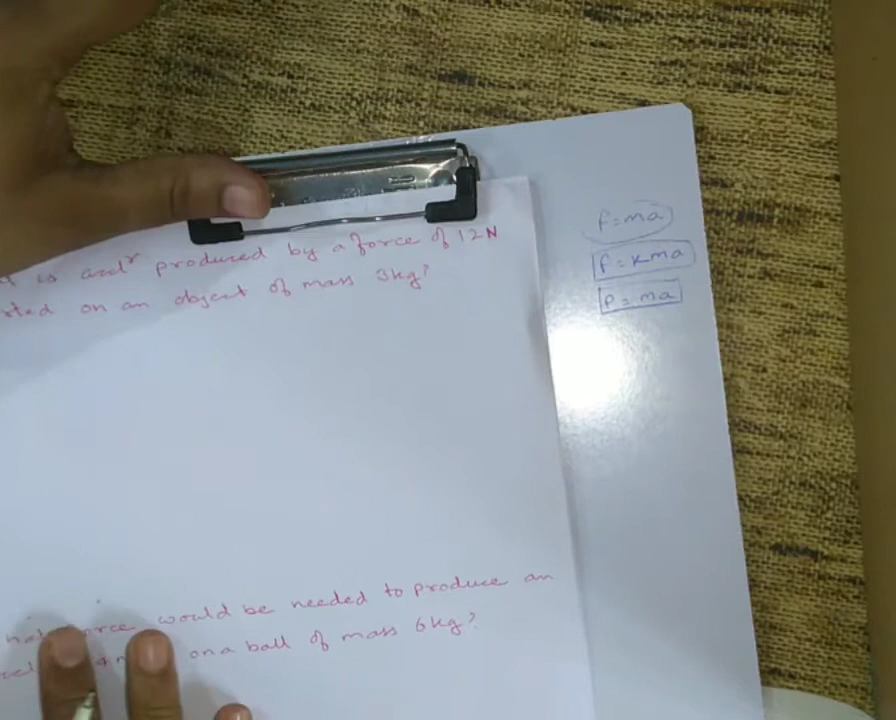 is accⁿ produced by a force of 12N
on an object of mass 3kg?
would be needed to produce an
on a ball of mass 6kg?
F=ma
F=kma
F=ma